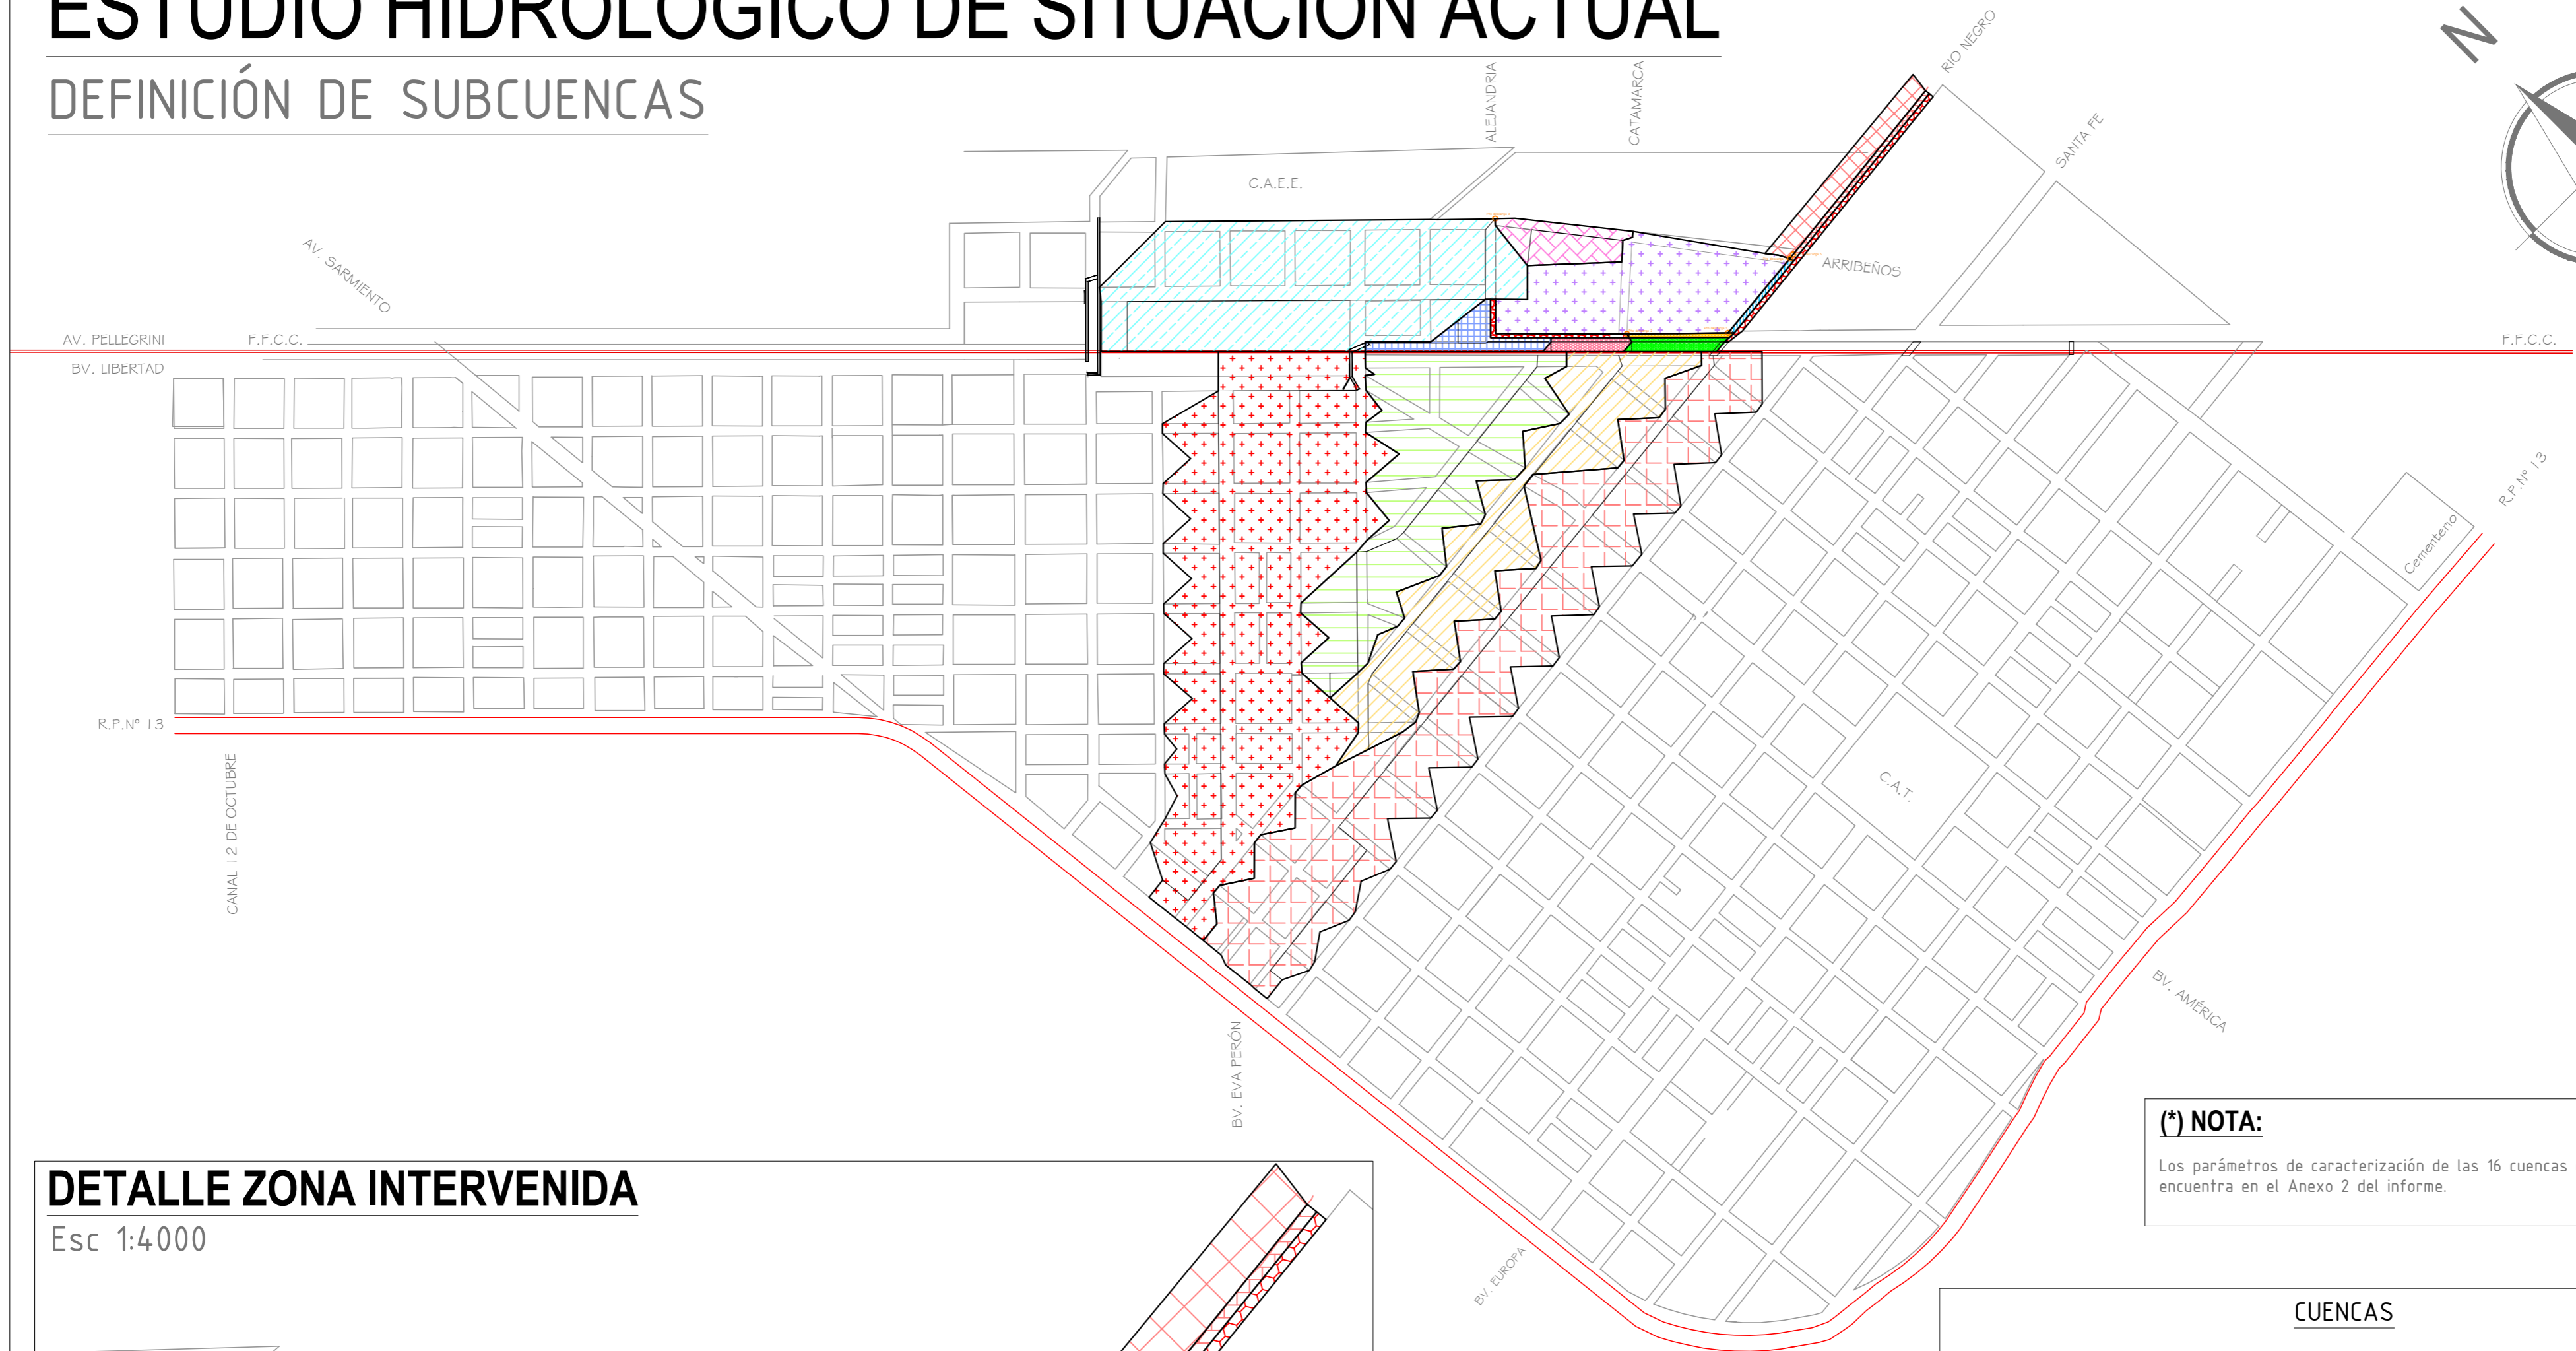 ESTUDIO HIDROLÓGICO DE SITUACIÓN ACTUAL
DEFINICIÓN DE SUBCUENCAS
N
ALEJANDRIA
CATAMARCA
RIO NEGRO
SANTA FE
C.A.E.E.
ARRIBEÑOS
AV. SARMIENTO
AV. PELLEGRINI
F.F.C.C.
F.F.C.C.
BV. LIBERTAD
R.P.Nº 13
Cementerio
R.P.Nº 13
CANAL 12 DE OCTUBRE
C.A.T.
BV. AMÉRICA
BV. EVA PERÓN
BV. EUROPA
(*) NOTA:
Los parámetros de caracterización de las 16 cuencas
encuentra en el Anexo 2 del informe.
DETALLE ZONA INTERVENIDA
Esc 1:4000
CUENCAS